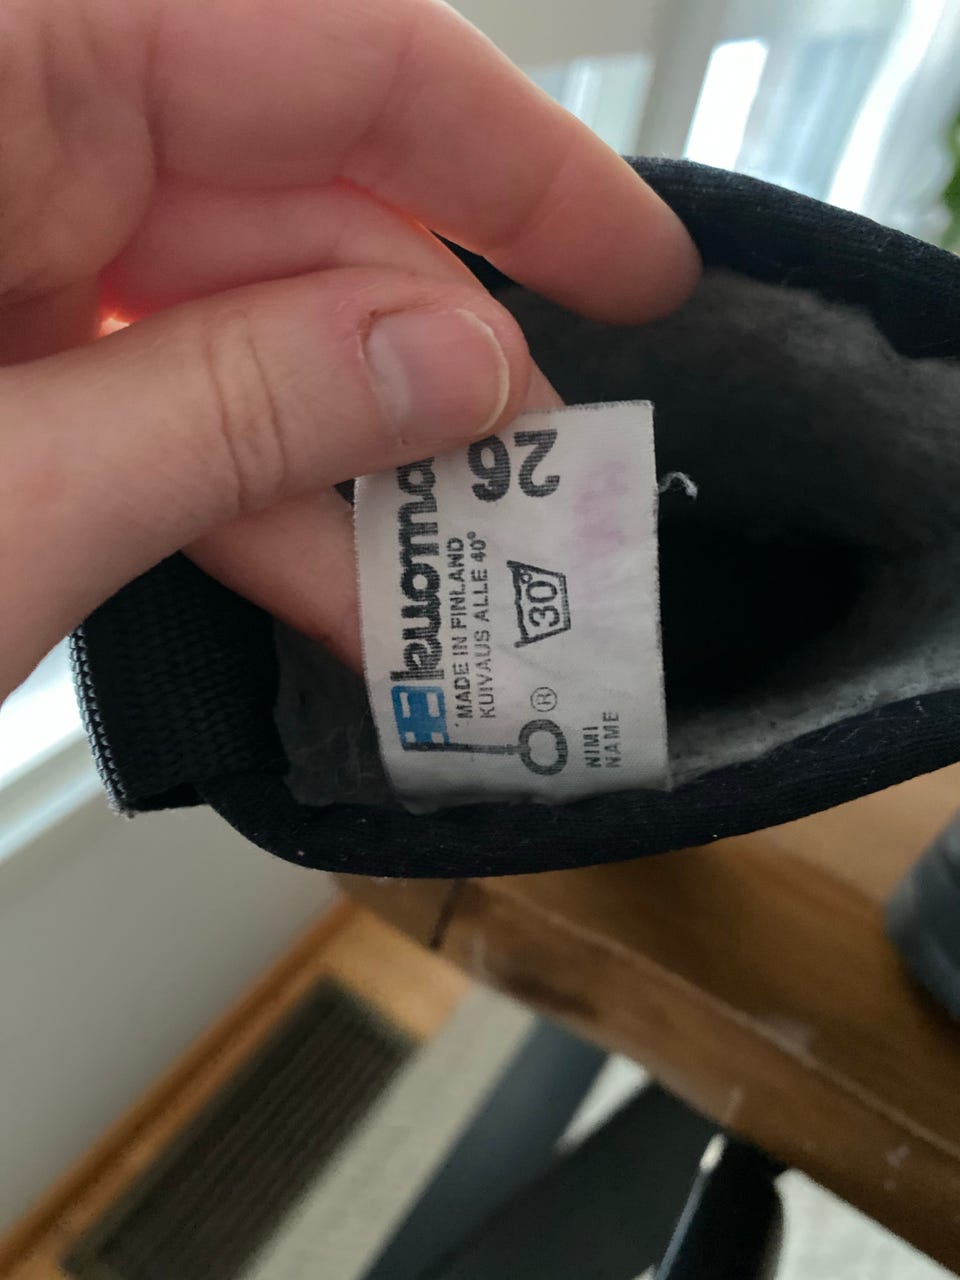 kuoma
MADE IN FINLAND
KUIVAUS ALLE 40°
26
30°
®
NIMI
NAME